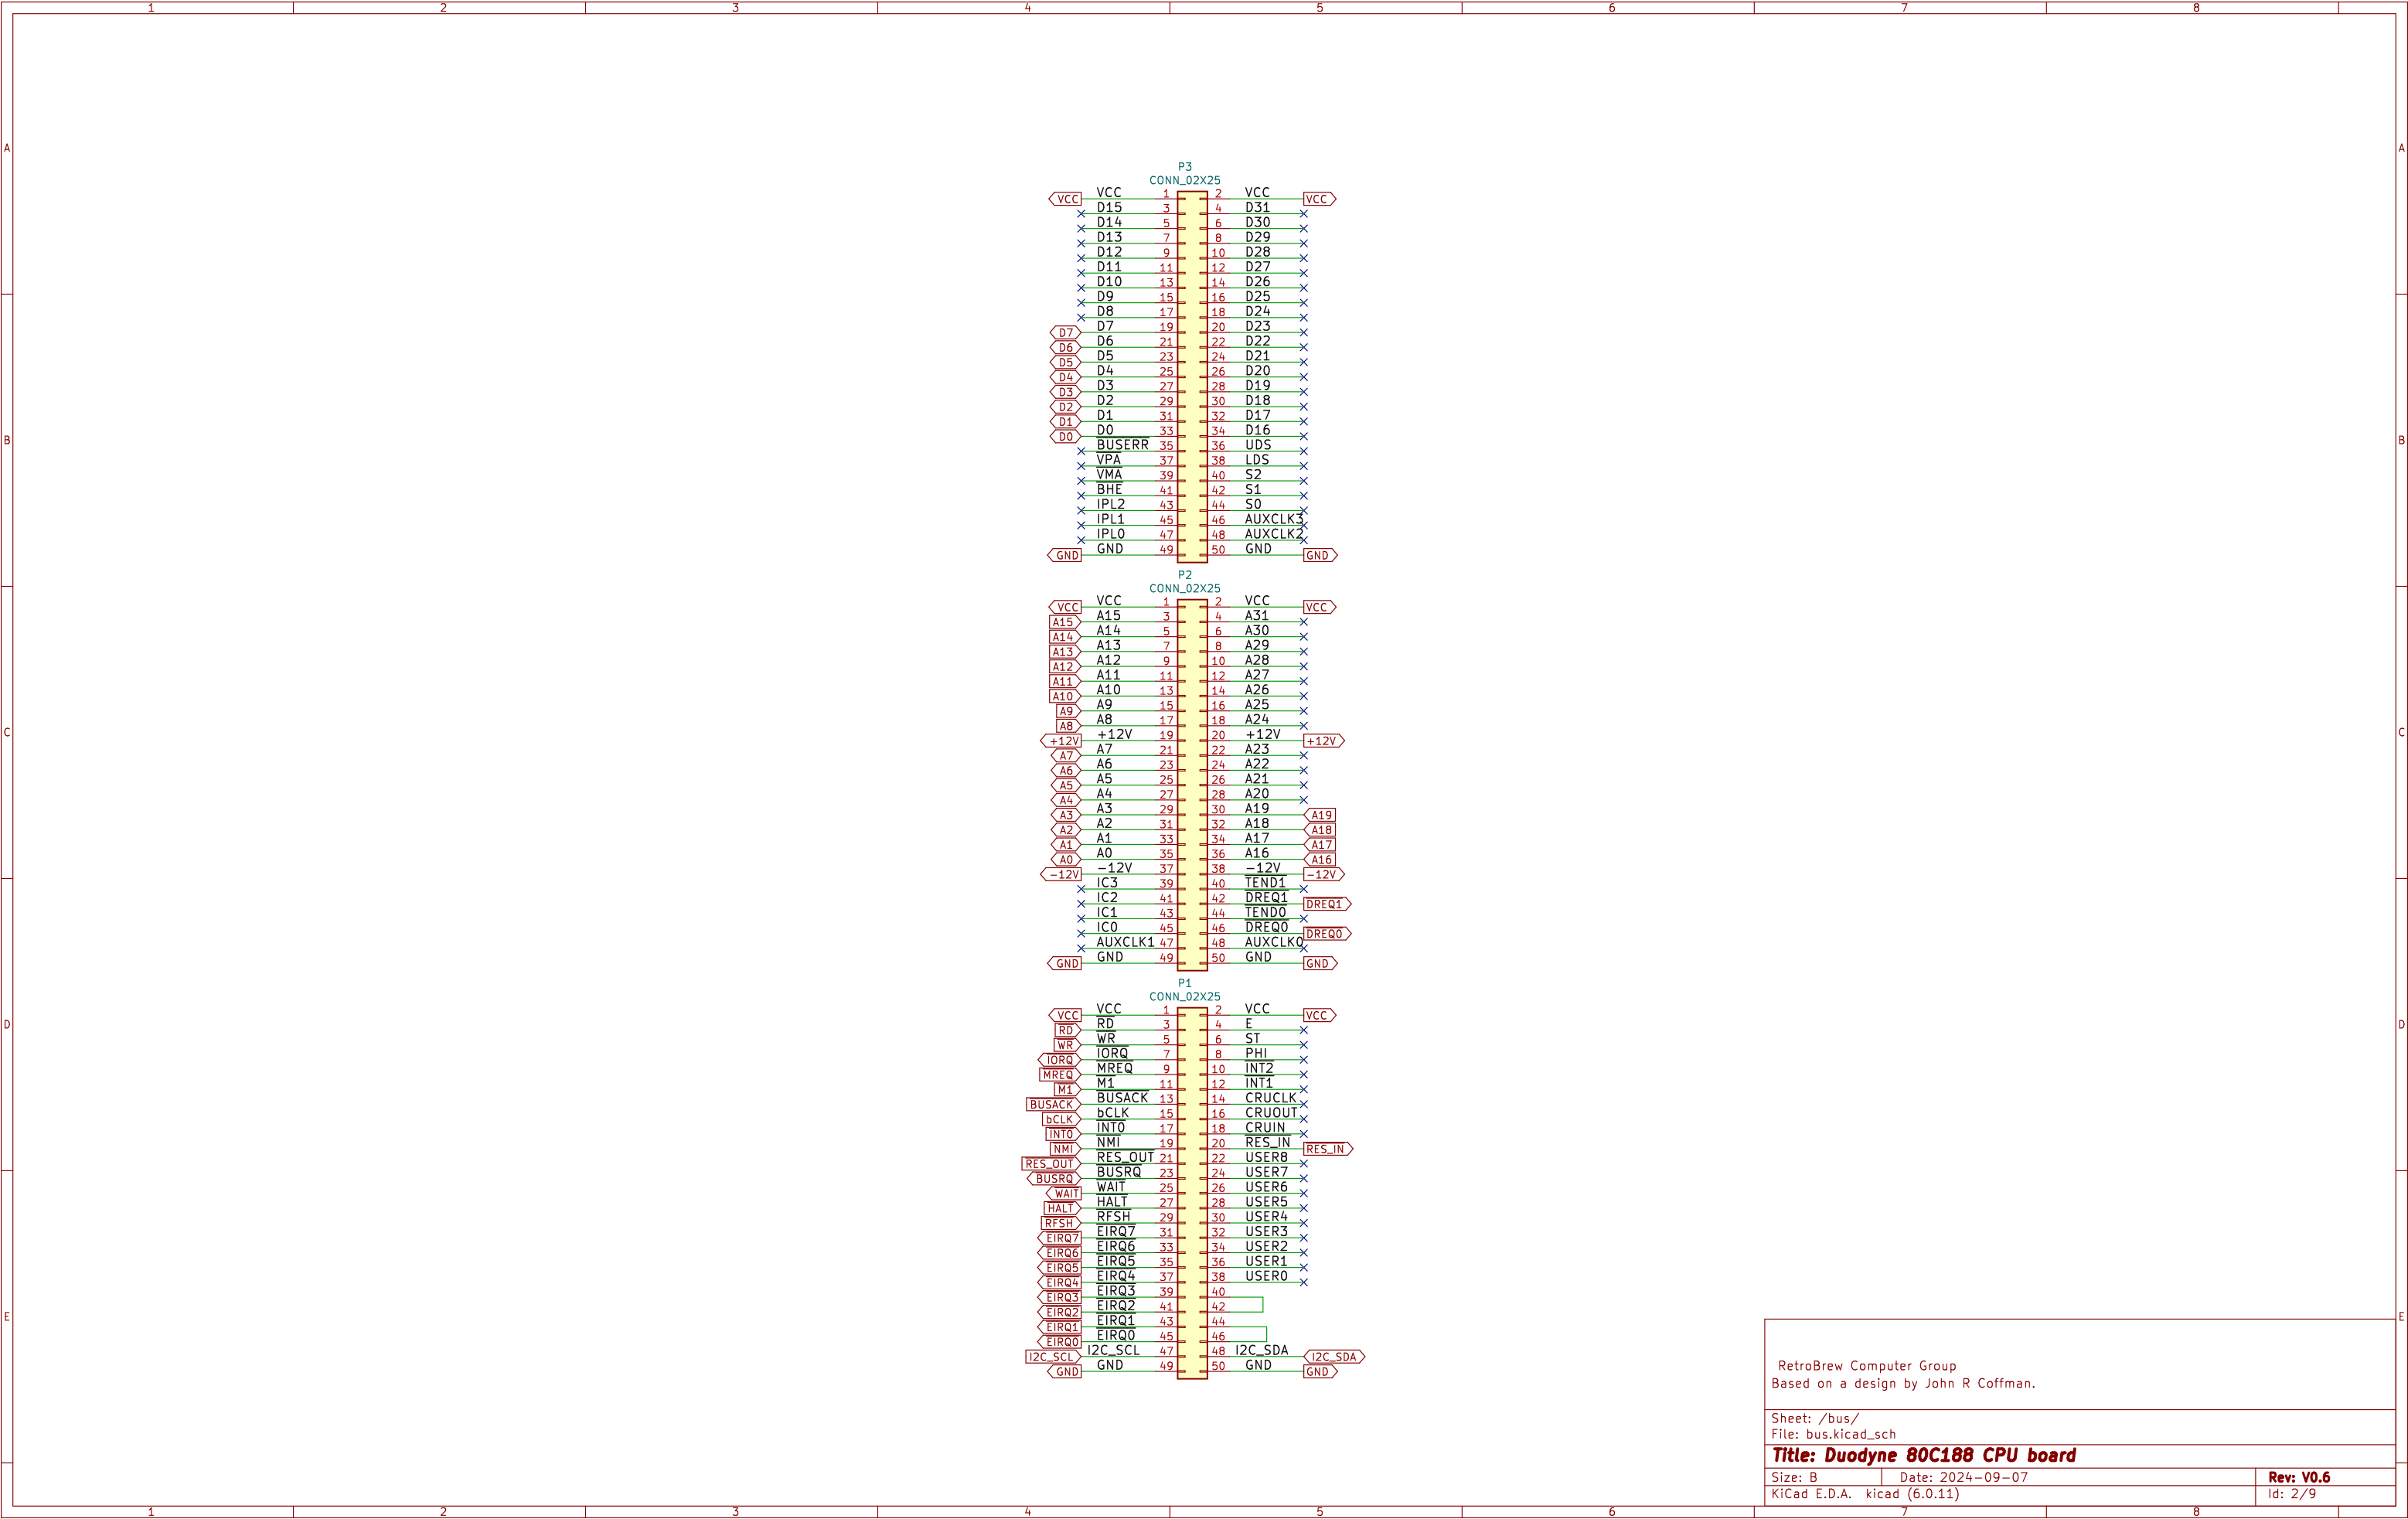 1 2 3 4 5 6 7 8
A A
B B
C C
D D
E E
P3
CONN_02X25
VCC VCC 1 2 VCC VCC
D15 3 4 D31
D14 5 6 D30
D13 7 8 D29
D12 9 10 D28
D11 11 12 D27
D10 13 14 D26
D9 15 16 D25
D8 17 18 D24
D7 D7 19 20 D23
D6 D6 21 22 D22
D5 D5 23 24 D21
D4 D4 25 26 D20
D3 D3 27 28 D19
D2 D2 29 30 D18
D1 D1 31 32 D17
D0 D0 33 34 D16
BUSERR 35 36 UDS
VPA 37 38 LDS
VMA 39 40 S2
BHE 41 42 S1
IPL2 43 44 S0
IPL1 45 46 AUXCLK3
IPL0 47 48 AUXCLK2
GND GND 49 50 GND GND
P2
CONN_02X25
VCC VCC 1 2 VCC VCC
A15 A15 3 4 A31
A14 A14 5 6 A30
A13 A13 7 8 A29
A12 A12 9 10 A28
A11 A11 11 12 A27
A10 A10 13 14 A26
A9 A9 15 16 A25
A8 A8 17 18 A24
+12V +12V 19 20 +12V +12V
A7 A7 21 22 A23
A6 A6 23 24 A22
A5 A5 25 26 A21
A4 A4 27 28 A20
A3 A3 29 30 A19 A19
A2 A2 31 32 A18 A18
A1 A1 33 34 A17 A17
A0 A0 35 36 A16 A16
-12V -12V 37 38 -12V -12V
IC3 39 40 TEND1
IC2 41 42 DREQ1 DREQ1
IC1 43 44 TEND0
IC0 45 46 DREQ0 DREQ0
AUXCLK1 47 48 AUXCLK0
GND GND 49 50 GND GND
P1
CONN_02X25
VCC VCC 1 2 VCC VCC
RD RD 3 4 E
WR WR 5 6 ST
IORQ IORQ 7 8 PHI
MREQ MREQ 9 10 INT2
M1 M1 11 12 INT1
BUSACK BUSACK 13 14 CRUCLK
bCLK bCLK 15 16 CRUOUT
INT0 INT0 17 18 CRUIN
NMI NMI 19 20 RES_IN RES_IN
RES_OUT RES_OUT 21 22 USER8
BUSRQ BUSRQ 23 24 USER7
WAIT WAIT 25 26 USER6
HALT HALT 27 28 USER5
RFSH RFSH 29 30 USER4
EIRQ7 EIRQ7 31 32 USER3
EIRQ6 EIRQ6 33 34 USER2
EIRQ5 EIRQ5 35 36 USER1
EIRQ4 EIRQ4 37 38 USER0
EIRQ3 EIRQ3 39 40
EIRQ2 EIRQ2 41 42
EIRQ1 EIRQ1 43 44
EIRQ0 EIRQ0 45 46
I2C_SCL I2C_SCL 47 48 I2C_SDA I2C_SDA
GND GND 49 50 GND GND
RetroBrew Computer Group
Based on a design by John R Coffman.
Sheet: /bus/
File: bus.kicad_sch
Title: Duodyne 80C188 CPU board
Size: B Date: 2024-09-07 Rev: V0.6
KiCad E.D.A. kicad (6.0.11) Id: 2/9
1 2 3 4 5 6 7 8